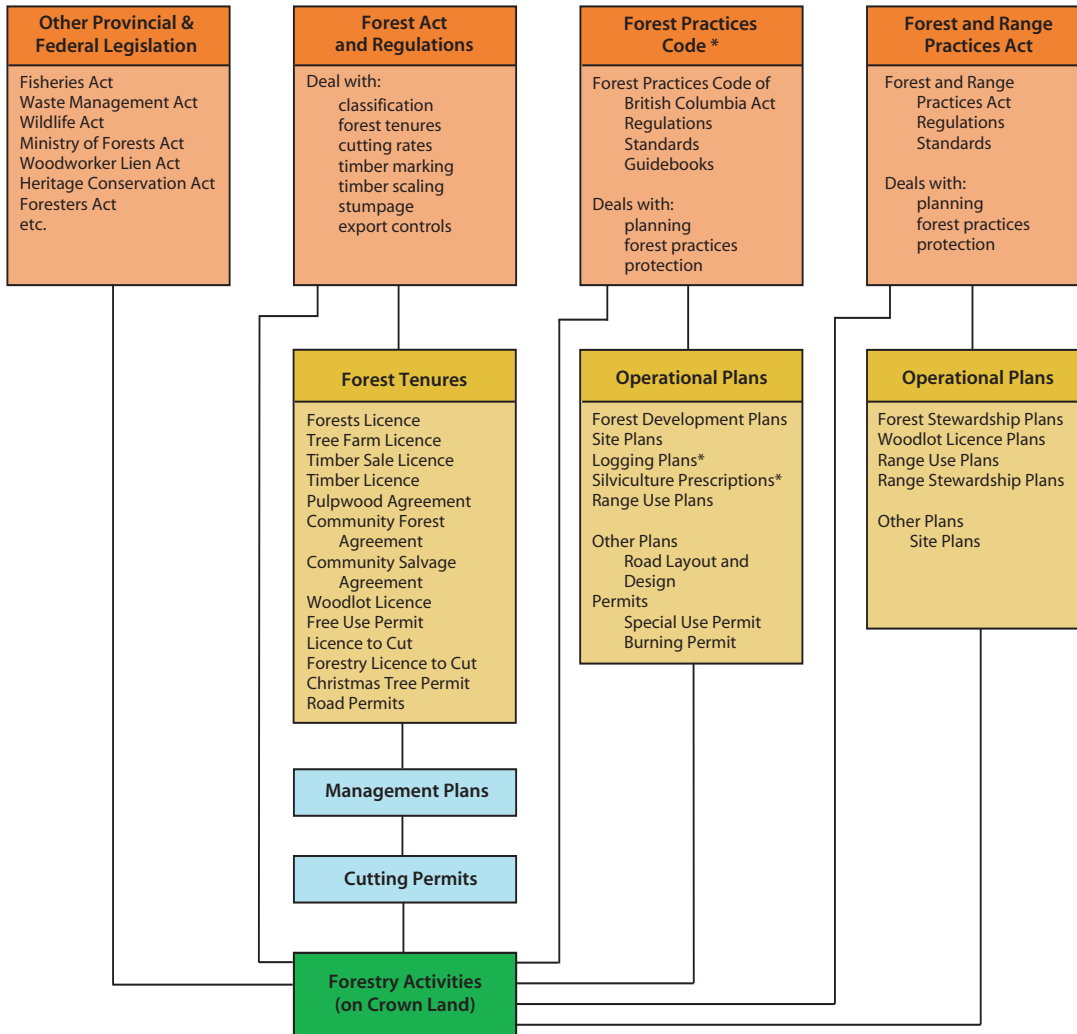 Other Provincial &
Federal Legislation
Fisheries Act
Waste Management Act
Wildlife Act
Ministry of Forests Act
Woodworker Lien Act
Heritage Conservation Act
Foresters Act
etc.
Forest Act
and Regulations
Deal with:
classification
forest tenures
cutting rates
timber marking
timber scaling
stumpage
export controls
Forest Practices
Code *
Forest Practices Code of
British Columbia Act
Regulations
Standards
Guidebooks
Deals with:
planning
forest practices
protection
Forest and Range
Practices Act
Forest and Range
Practices Act
Regulations
Standards
Deals with:
planning
forest practices
protection
Forest Tenures
Forests Licence
Tree Farm Licence
Timber Sale Licence
Timber Licence
Pulpwood Agreement
Community Forest
Agreement
Community Salvage
Agreement
Woodlot Licence
Free Use Permit
Licence to Cut
Forestry Licence to Cut
Christmas Tree Permit
Road Permits
Operational Plans
Forest Development Plans
Site Plans
Logging Plans*
Silviculture Prescriptions*
Range Use Plans
Other Plans
Road Layout and
Design
Permits
Special Use Permit
Burning Permit
Operational Plans
Forest Stewardship Plans
Woodlot Licence Plans
Range Use Plans
Range Stewardship Plans
Other Plans
Site Plans
Management Plans
Cutting Permits
Forestry Activities
(on Crown Land)